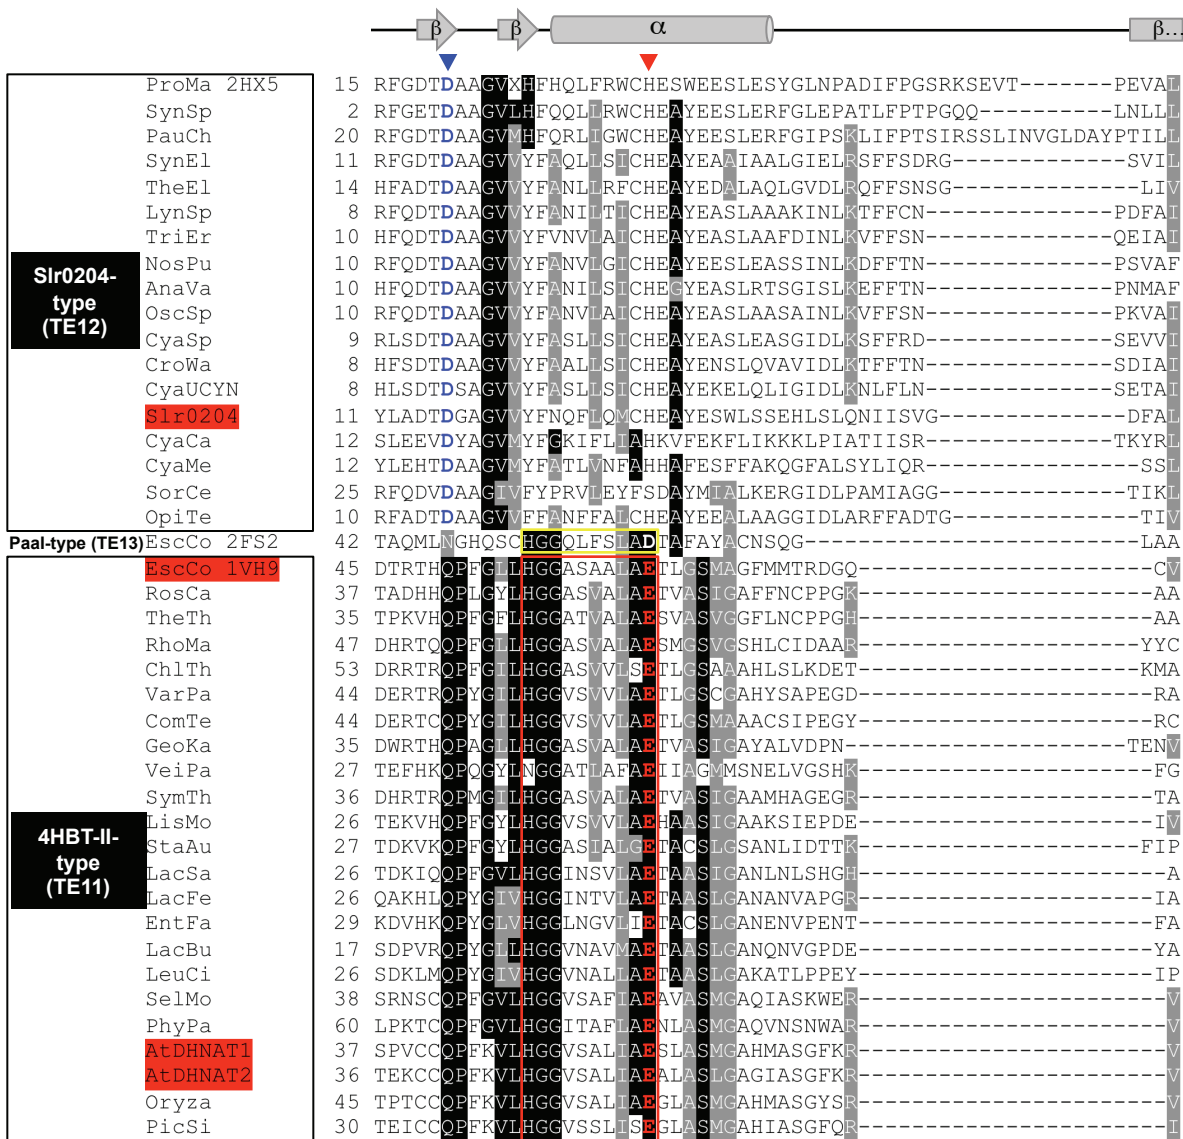 β β α β...
ProMa 2HX5 15 RFGDTDAAGVXHFHQLFRWCHESWEESLESYGLNPADIFPGSRKSEVT-------PEVAL
SynSp 2 RFGETDAAGVLHFQQLLRWCHEAYEESLERFGLEPATLFPTPGQQ----------LNLLL
PauCh 20 RFGDTDAAGVMHFQRLIGWCHEAYEESLERFGIPSKLIFPTSIRSSLINVGLDAYPTILL
SynEl 11 RFGDTDAAGVVYFAQLLSICHEAYEAAIAALGIELRSFFSDRG--------------SVIL
TheEl 14 HFADTDAAGVVYFANLLRFCHEAYEDALAQLGVDLRQFFSNSG--------------LIV
LynSp 8 RFQDTDAAGVVYFANILTICHEAYEASLAAAKINLKTFFCN--------------PDFAI
TriEr 10 HFQDTDAAGVVYFVNVLAICHEAYEASLAAFDINLKVFFSN--------------QEIAI
NosPu 10 RFQDTDAAGVVYFANVLGICHEAYEESLEASSINLKDFFTN--------------PSVAF
AnaVa 10 HFQDTDAAGVVYFANILSICHEGYEASLRTSGISLKEFFTN--------------PNMAF
Slr0204-
type
(TE12)
OscSp 10 RFQDTDAAGVVYFANVLAICHEAYEASLAASAINLKVFFSN--------------PKVAI
CyaSp 9 RLSDTDAAGVVYFASLLSICHEAYEASLEASGIDLKSFFRD--------------SEVVI
CroWa 8 HFSDTDAAGVVYFASLLSICHEAYENSLQVAVIDLKTFFTN--------------SDIAI
CyaUCYN 8 HLSDTDSAGVVYFASLLSICHEAYEKELQLIGIDLKNLFLN--------------SETAI
Slr0204 11 YLADTDGAGVVYFNQFLQMCHEAYESWLSSEHLSLQNIISVG--------------DFAL
CyaCa 12 SLEEVDYAGVMYFGKIFLIAHKVFEKFLIKKKLPIATIISR--------------TKYRL
CyaMe 12 YLEHTDAAGVMYFATLVNFAHHAFESFFAKQGFALSYLIQR----------------SSL
SorCe 25 RFQDVDAAGIVFYPRVLEYFSDAYMIALKERGIDLPAMIAGG---------------TIKL
OpiTe 10 RFADTDAAGVVFFANFFALCHEAYEEALAAGGIDLARFFADTG--------------TIV
PaaI-type (TE13) EscCo 2FS2 42 TAQMLNGHQSCHGGQLFSLADTAFAYACNSQG-------------------------LAA
EscCo 1VH9 45 DTRTHQPFGLLHGGASAALAETLGSMAGFMMTRDGQ-----------------------CV
RosCa 37 TADHHQPLGYLHGGASVALAETVASIGAFFNCPPGK---------------------AA
TheTh 35 TPKVHQPFGFLHGGATVALAESVASVGGFLNCPPGH---------------------AA
RhoMa 47 DHRTQQPFGLLHGGASVALAESMGSVGSHLCIDAAR---------------------YYC
ChlTh 53 DRRTRQPFGILHGGASVVLSETLGSAAAHLSLKDET---------------------KMA
VarPa 44 DERTRQPYGILHGGVSVVLAETLGSCGAHYSAPEGD----------------------RA
ComTe 44 DERTCQPYGILHGGVSVVLAETLGSMAAACSIPEGY----------------------RC
GeoKa 35 DWRTHQPAGLLHGGASVALAETVASIGAYALVDPN--------------------TENV
VeiPa 27 TEFHKQPQGYLNGGATLAFAEIIAGMMSNELVGSHK----------------------FG
SymTh 36 DHRTRQPMGILHGGASVALAETVASIGAAMHAGEGR----------------------TA
4HBT-II-
type
(TE11)
LisMo 26 TEKVHQPFGYLHGGVSVVLAEHAASIGAAKSIEPDE----------------------IV
StaAu 27 TDKVKQPFGYLHGGASIALGETACSLGSANLIDTTK---------------------FIP
LacSa 26 TDKIQQPFGVLHGGINSVLAETAASIGANLNLSHGH-----------------------A
LacFe 26 QAKHLQPYGIVHGGINTVLAETAASLGANANVAPGR----------------------IA
EntFa 29 KDVHKQPYGLVHGGLNGVLIETACSLGANENVPENT----------------------FA
LacBu 17 SDPVRQPYGLLHGGVNAVMAETAASLGANQNVGPDE----------------------YA
LeuCi 26 SDKLMQPYGIVHGGVNALLAETAASLGAKATLPPEY----------------------IP
SelMo 38 SRNSCQPFGVLHGGVSAFIAEAVASMGAQIASKWER-----------------------V
PhyPa 60 LPKTCQPFGVLHGGITAFLAENLASMGAQVNSNWAR-----------------------V
AtDHNAT1 37 SPVCCQPFKVLHGGVSALIAESLASMGAHMASGFKR-----------------------V
AtDHNAT2 36 TEKCCQPFKVLHGGVSALIAEALASMGAGIASGFKR-----------------------V
Oryza 45 TPTCCQPFKVLHGGVSALIAEGLASMGAHMASGYSR-----------------------V
PicSi 30 TEICCQPFKVLHGGVSSLISEGLASMGAHIASGFQR-----------------------I